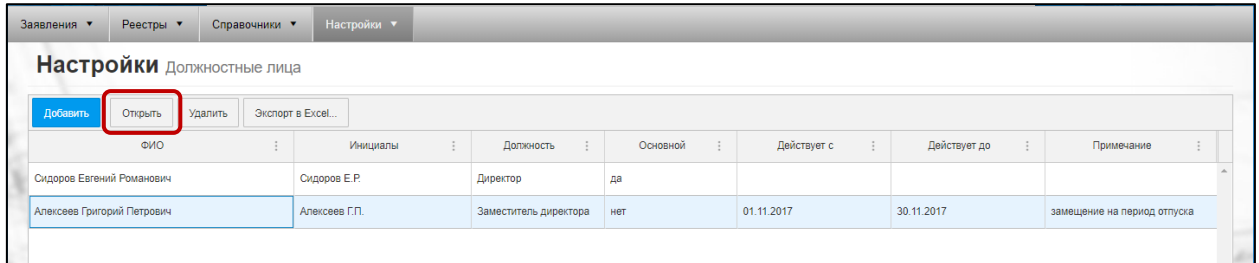 Заявления ▼ Реестры ▼ Справочники ▼ Настройки ▼
Настройки Должностные лица
Добавить Открыть Удалить Экспорт в Excel...
ФИО Инициалы Должность Основной Действует с Действует до Примечание
Сидоров Евгений Романович Сидоров Е.Р. Директор да
Алексеев Григорий Петрович Алексеев Г.П. Заместитель директора нет 01.11.2017 30.11.2017 замещение на период отпуска